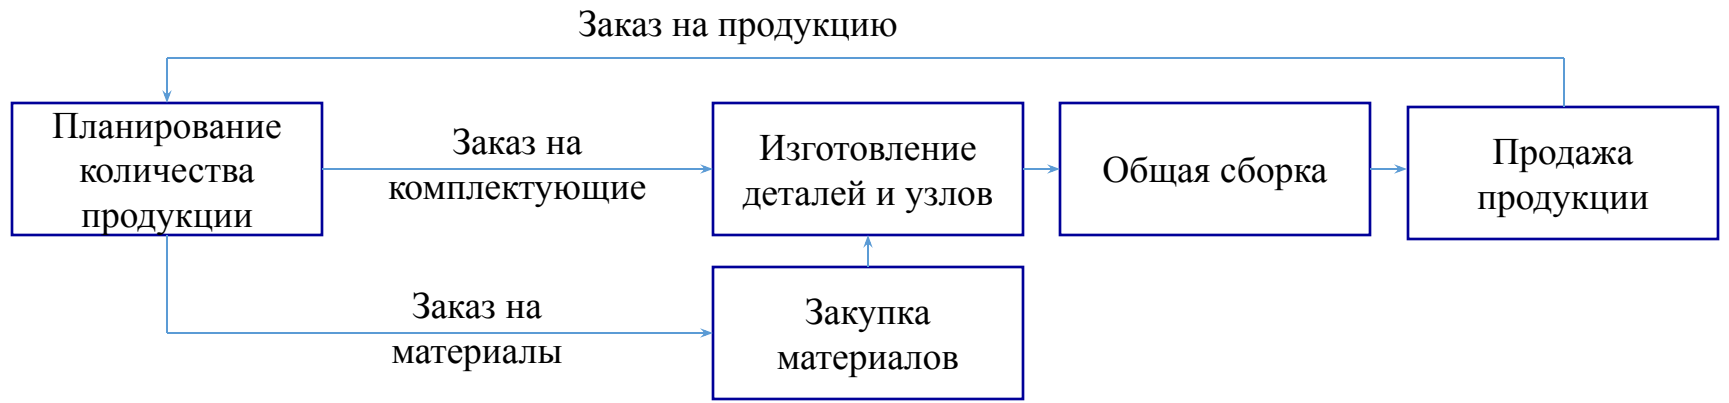 Заказ на продукцию
Планирование
количества
продукции
Заказ на
комплектующие
Изготовление
деталей и узлов
Общая сборка
Продажа
продукции
Заказ на
материалы
Закупка
материалов